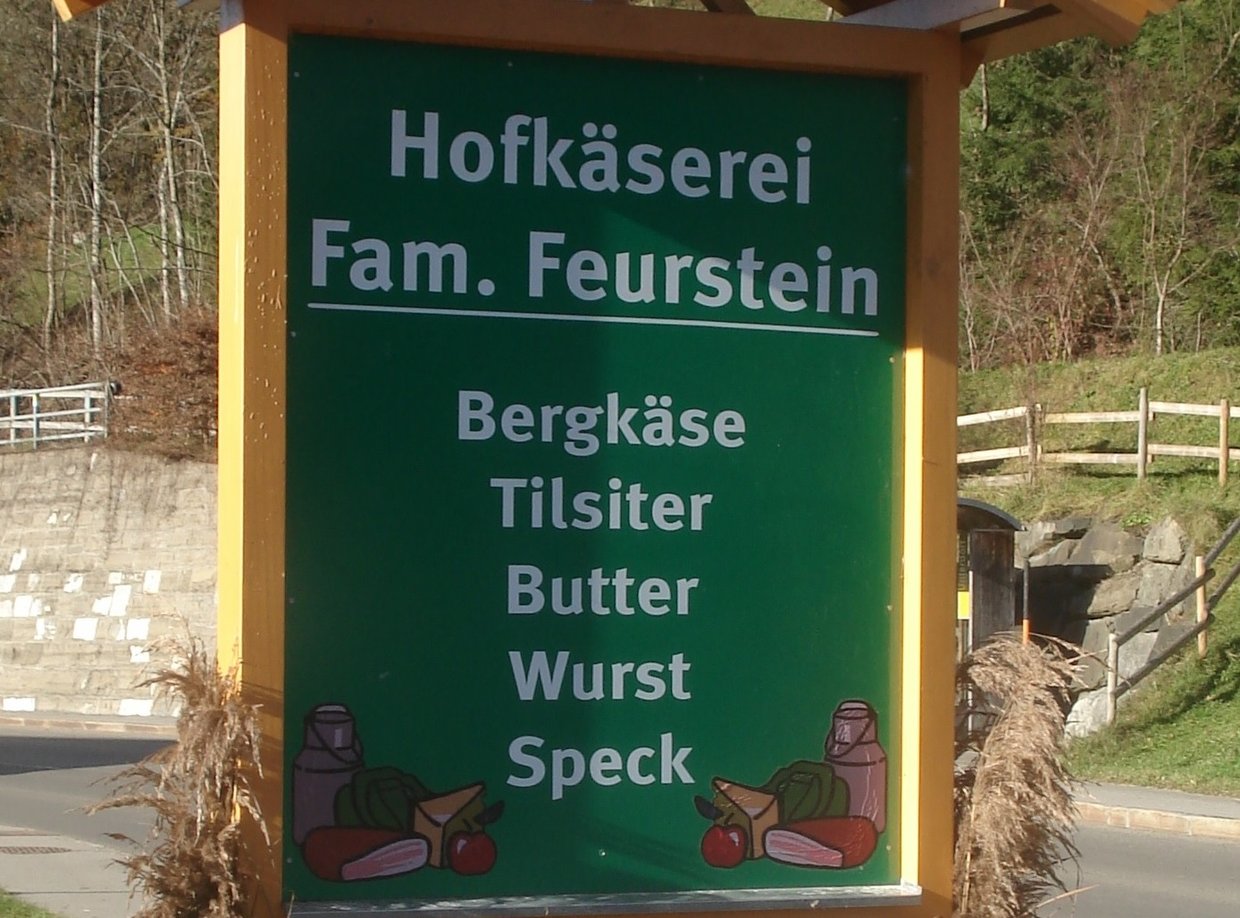 Hofkäserei
Fam. Feurstein
Bergkäse
Tilsiter
Butter
Wurst
Speck